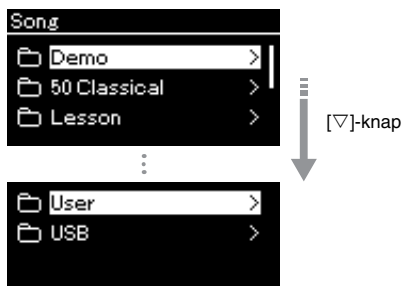 Song
Demo >
50 Classical >
Lesson >
[▽]-knap
User >
USB >